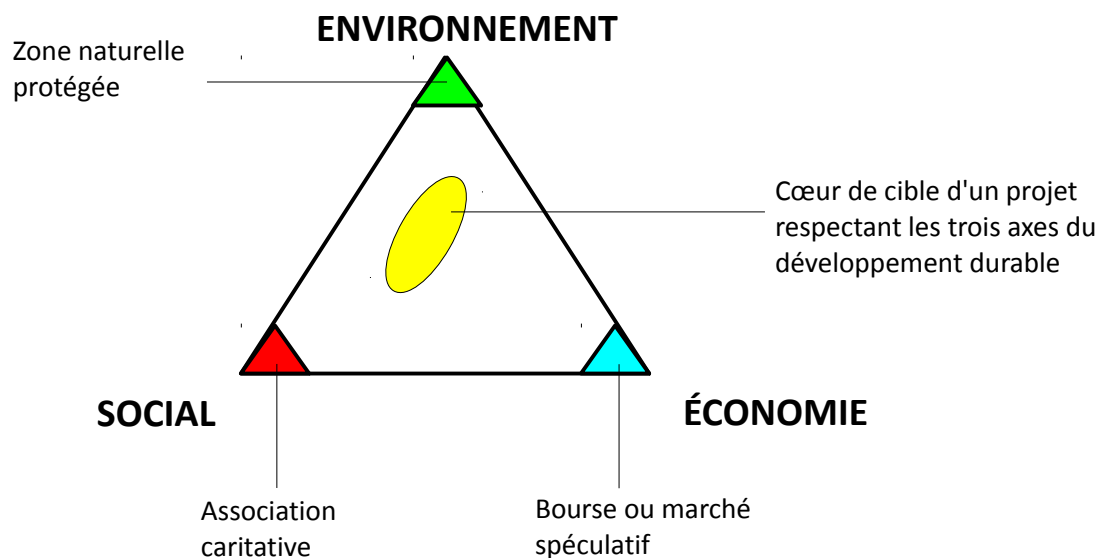 ENVIRONNEMENT
Zone naturelle
protégée
Cœur de cible d'un projet
respectant les trois axes du
développement durable
SOCIAL
ÉCONOMIE
Association
caritative
Bourse ou marché
spéculatif